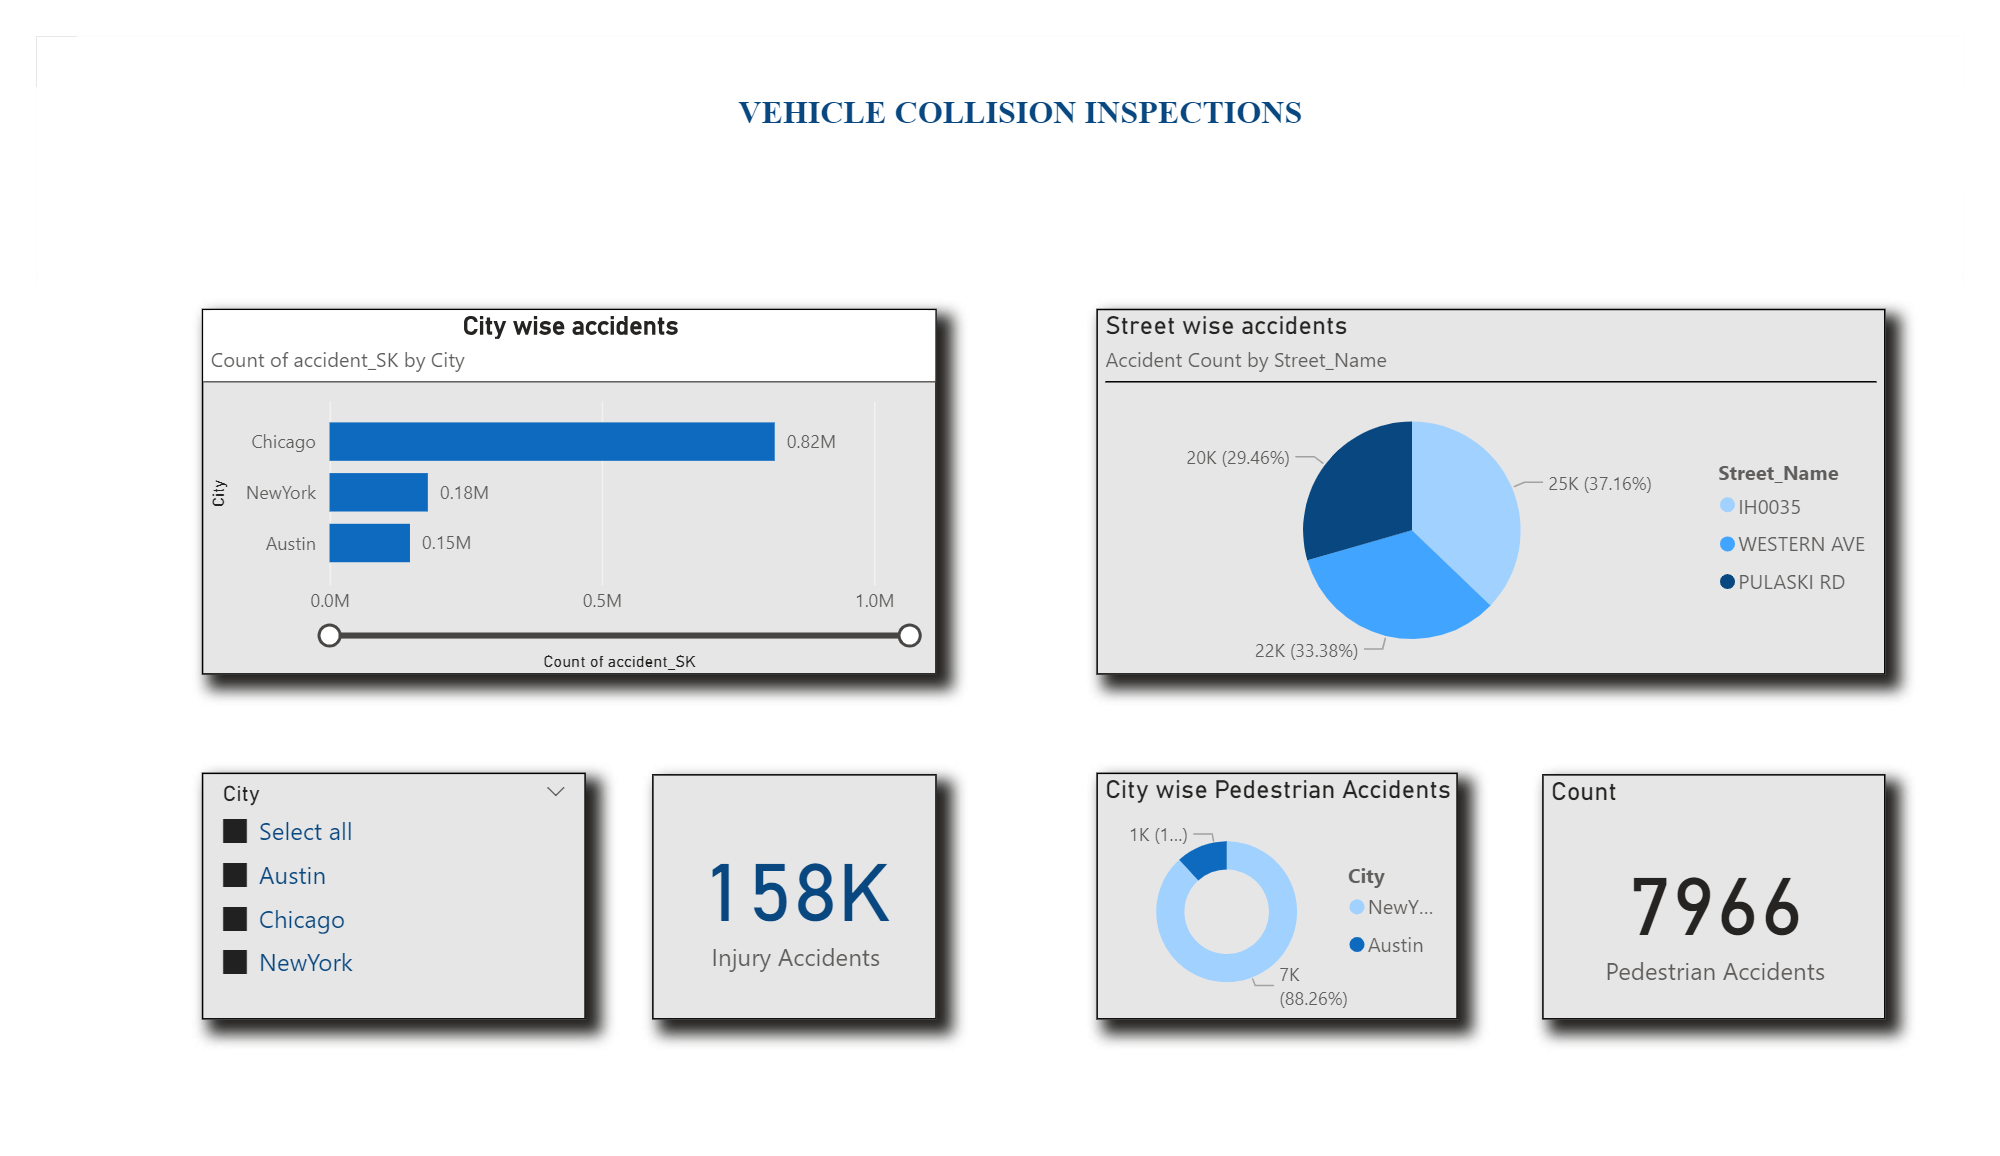 VEHICLE COLLISION INSPECTIONS
City wise accidents
Count of accident_SK by City
City
Chicago
0.82M
NewYork
0.18M
Austin
0.15M
0.0M
0.5M
1.0M
Count of accident_SK
Street wise accidents
Accident Count by Street_Name
20K (29.46%)
25K (37.16%)
22K (33.38%)
Street_Name
IH0035
WESTERN AVE
PULASKI RD
City
Select all
Austin
Chicago
NewYork
158K
Injury Accidents
City wise Pedestrian Accidents
1K (1...)
7K
(88.26%)
City
NewY...
Austin
Count
7966
Pedestrian Accidents